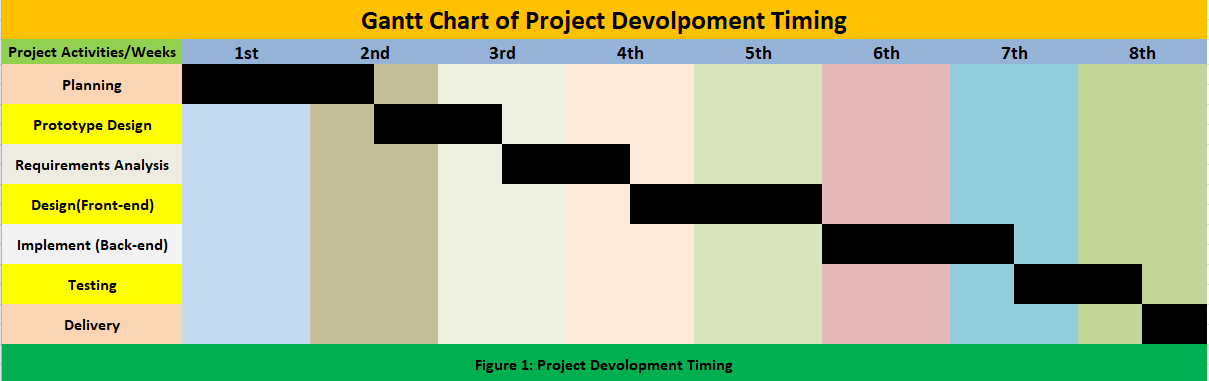 Gantt Chart of Project Devolpoment Timing
Project Activities/Weeks 1st 2nd 3rd 4th 5th 6th 7th 8th
Planning
Prototype Design
Requirements Analysis
Design(Front-end)
Implement (Back-end)
Testing
Delivery
Figure 1: Project Devolopment Timing